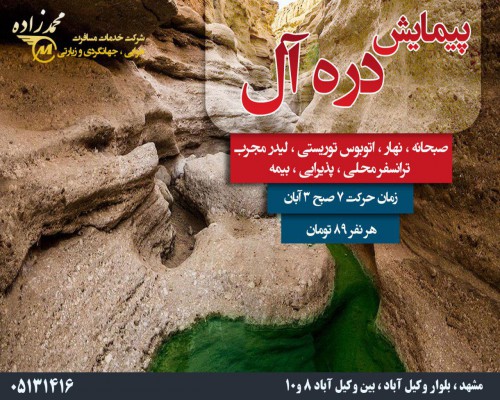 محمدزاده
شرکت خدمات مسافرت
هوایی ، جهانگردی و زیارتی
پیمایش
دره آل
صبحانه ، نهار ، اتوبوس توریستی ، لیدر مجرب
ترانسفر محلی ، پذیرایی ، بیمه
زمان حرکت ۷ صبح ۳ آبان
هر نفر ۸۹ تومان
مشهد ، بلوار وکیل آباد ، بین وکیل آباد ۸ و ۱۰
۰۵۱۳۱۴۱۶